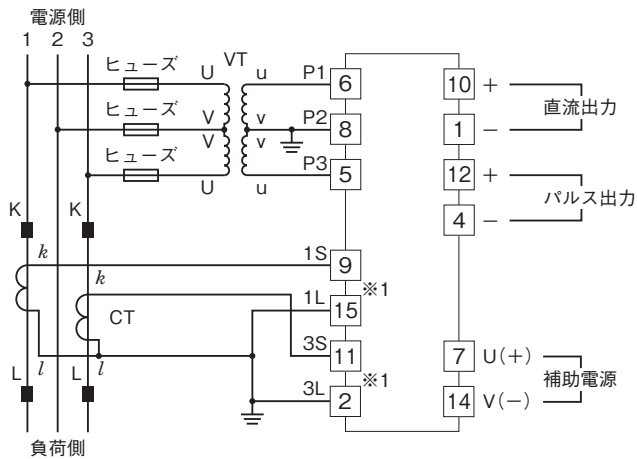 電源側
1 2 3
ヒューズ U VT u P1 6 10 +
直流出力
ヒューズ V v P2 8 1 −
ヒューズ V v 12 +
U u P3 5
パルス出力
4 −
K K
k 1S 9
k ※1
1L 15
CT
3S 11 7 U(+)
L l L l ※1 補助電源
3L 2 14 V(−)
負荷側